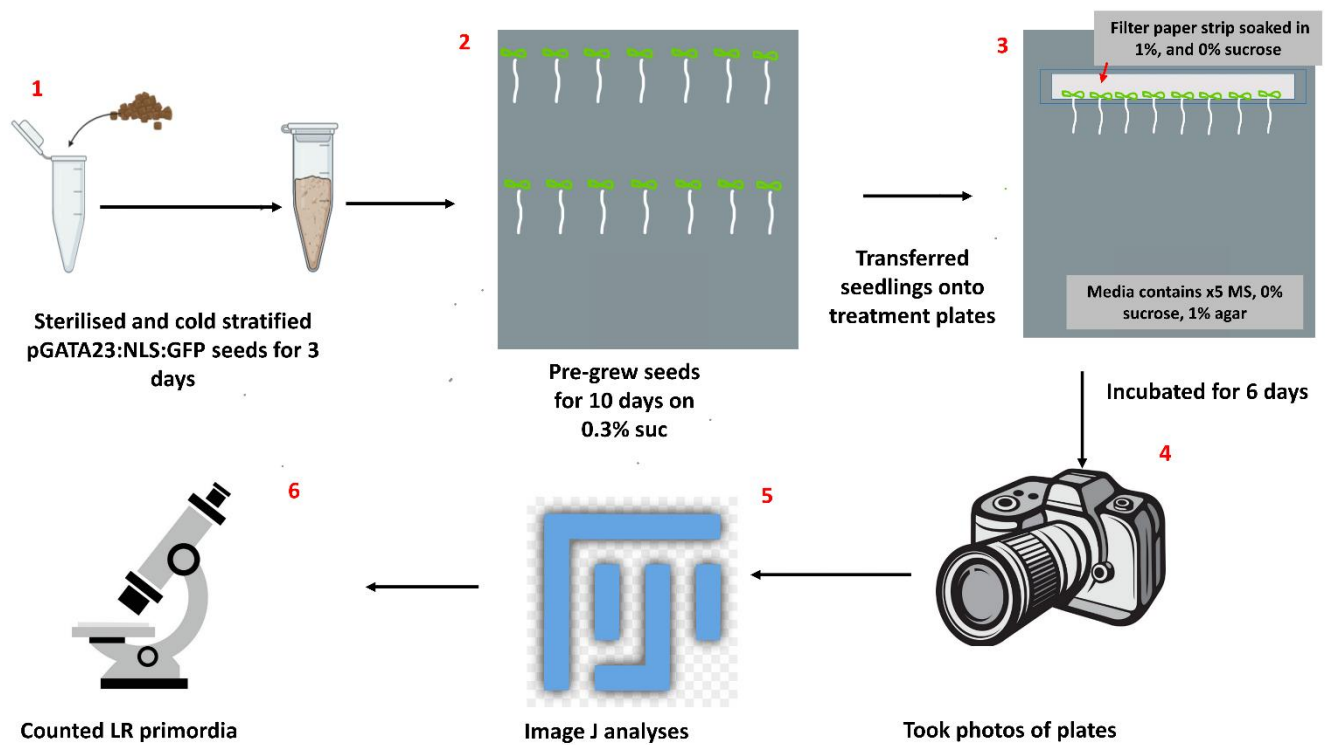 1
Sterilised and cold stratified
pGATA23:NLS:GFP seeds for 3
days
2
Pre-grew seeds
for 10 days on
0.3% suc
Transferred
seedlings onto
treatment plates
3
Filter paper strip soaked in
1%, and 0% sucrose
Media contains x5 MS, 0%
sucrose, 1% agar
Incubated for 6 days
4
Took photos of plates
5
Image J analyses
6
Counted LR primordia